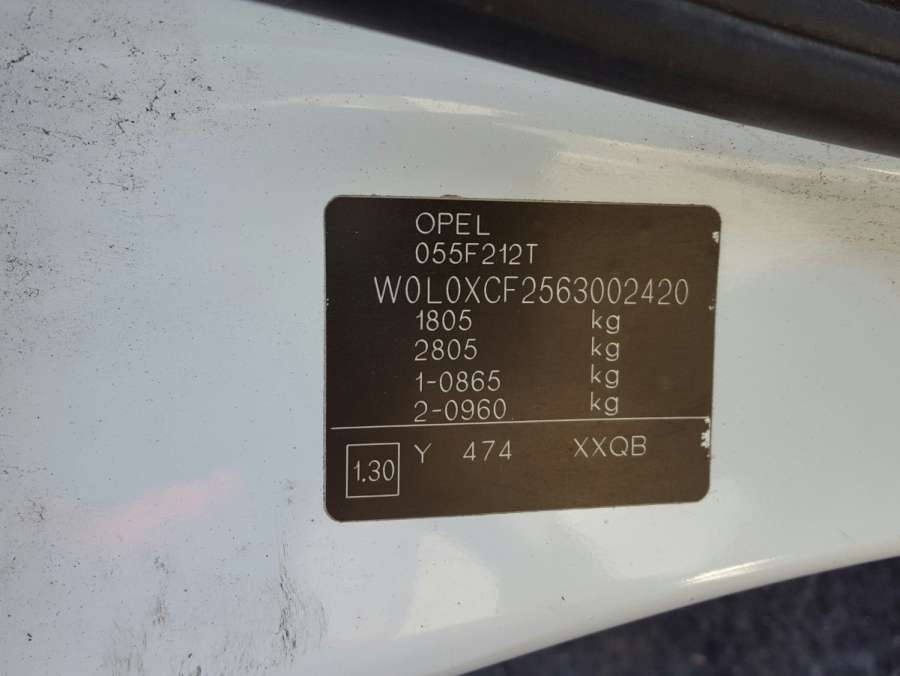 OPEL
055F212T
W0L0XCF2563002420
1805 kg
2805 kg
1-0865 kg
2-0960 kg
1.30 Y 474 XXQB